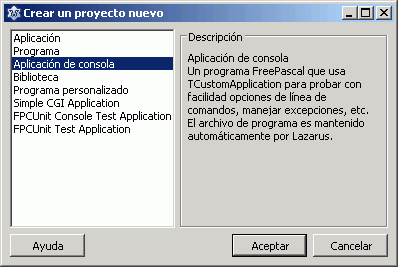 Crear un proyecto nuevo
Aplicación
Programa
Aplicación de consola
Biblioteca
Programa personalizado
Simple CGI Application
FPCUnit Console Test Application
FPCUnit Test Application
Descripción
Aplicación de consola
Un programa FreePascal que usa
TCustomApplication para probar con
facilidad opciones de línea de
comandos, manejar excepciones, etc.
El archivo de programa es mantenido
automáticamente por Lazarus.
Ayuda
Aceptar
Cancelar